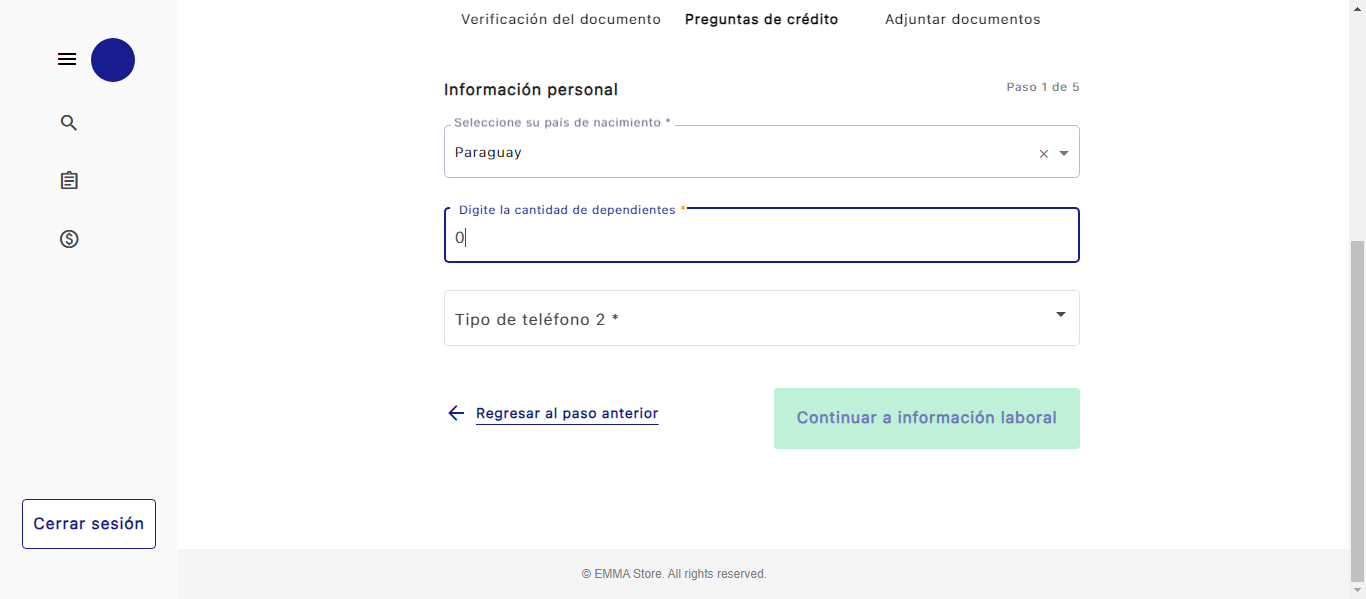 Verificación del documento Preguntas de crédito Adjuntar documentos
Información personal Paso 1 de 5
Seleccione su país de nacimiento *
Paraguay
Digite la cantidad de dependientes *
0
Tipo de teléfono 2 *
Regresar al paso anterior Continuar a información laboral
Cerrar sesión
© EMMA Store. All rights reserved.